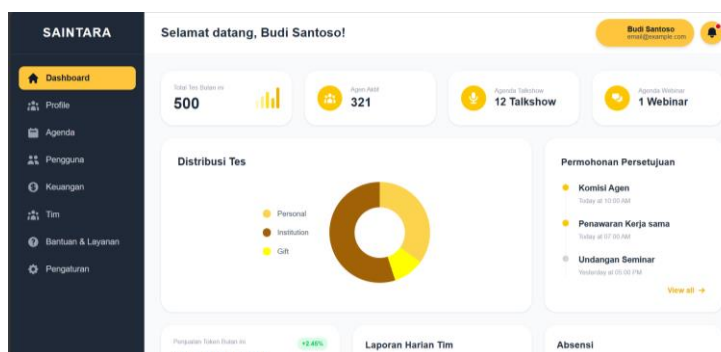 SAINTARA
Selamat datang, Budi Santoso!
Budi Santoso
email@example.com
Dashboard
Profile
Agenda
Pengguna
Keuangan
Tim
Bantuan & Layanan
Pengaturan
Total Tes Bulan ini
500
Agen Aktif
321
Agenda Talkshow
12 Talkshow
Agenda Webinar
1 Webinar
Distribusi Tes
Personal
Institution
Gift
Permohonan Persetujuan
Komisi Agen
Today at 10:00 AM
Penawaran Kerja sama
Today at 07:00 AM
Undangan Seminar
Yesterday at 05:00 PM
View all →
Penjualan Token Bulan ini
+2.45%
Laporan Harian Tim
Absensi